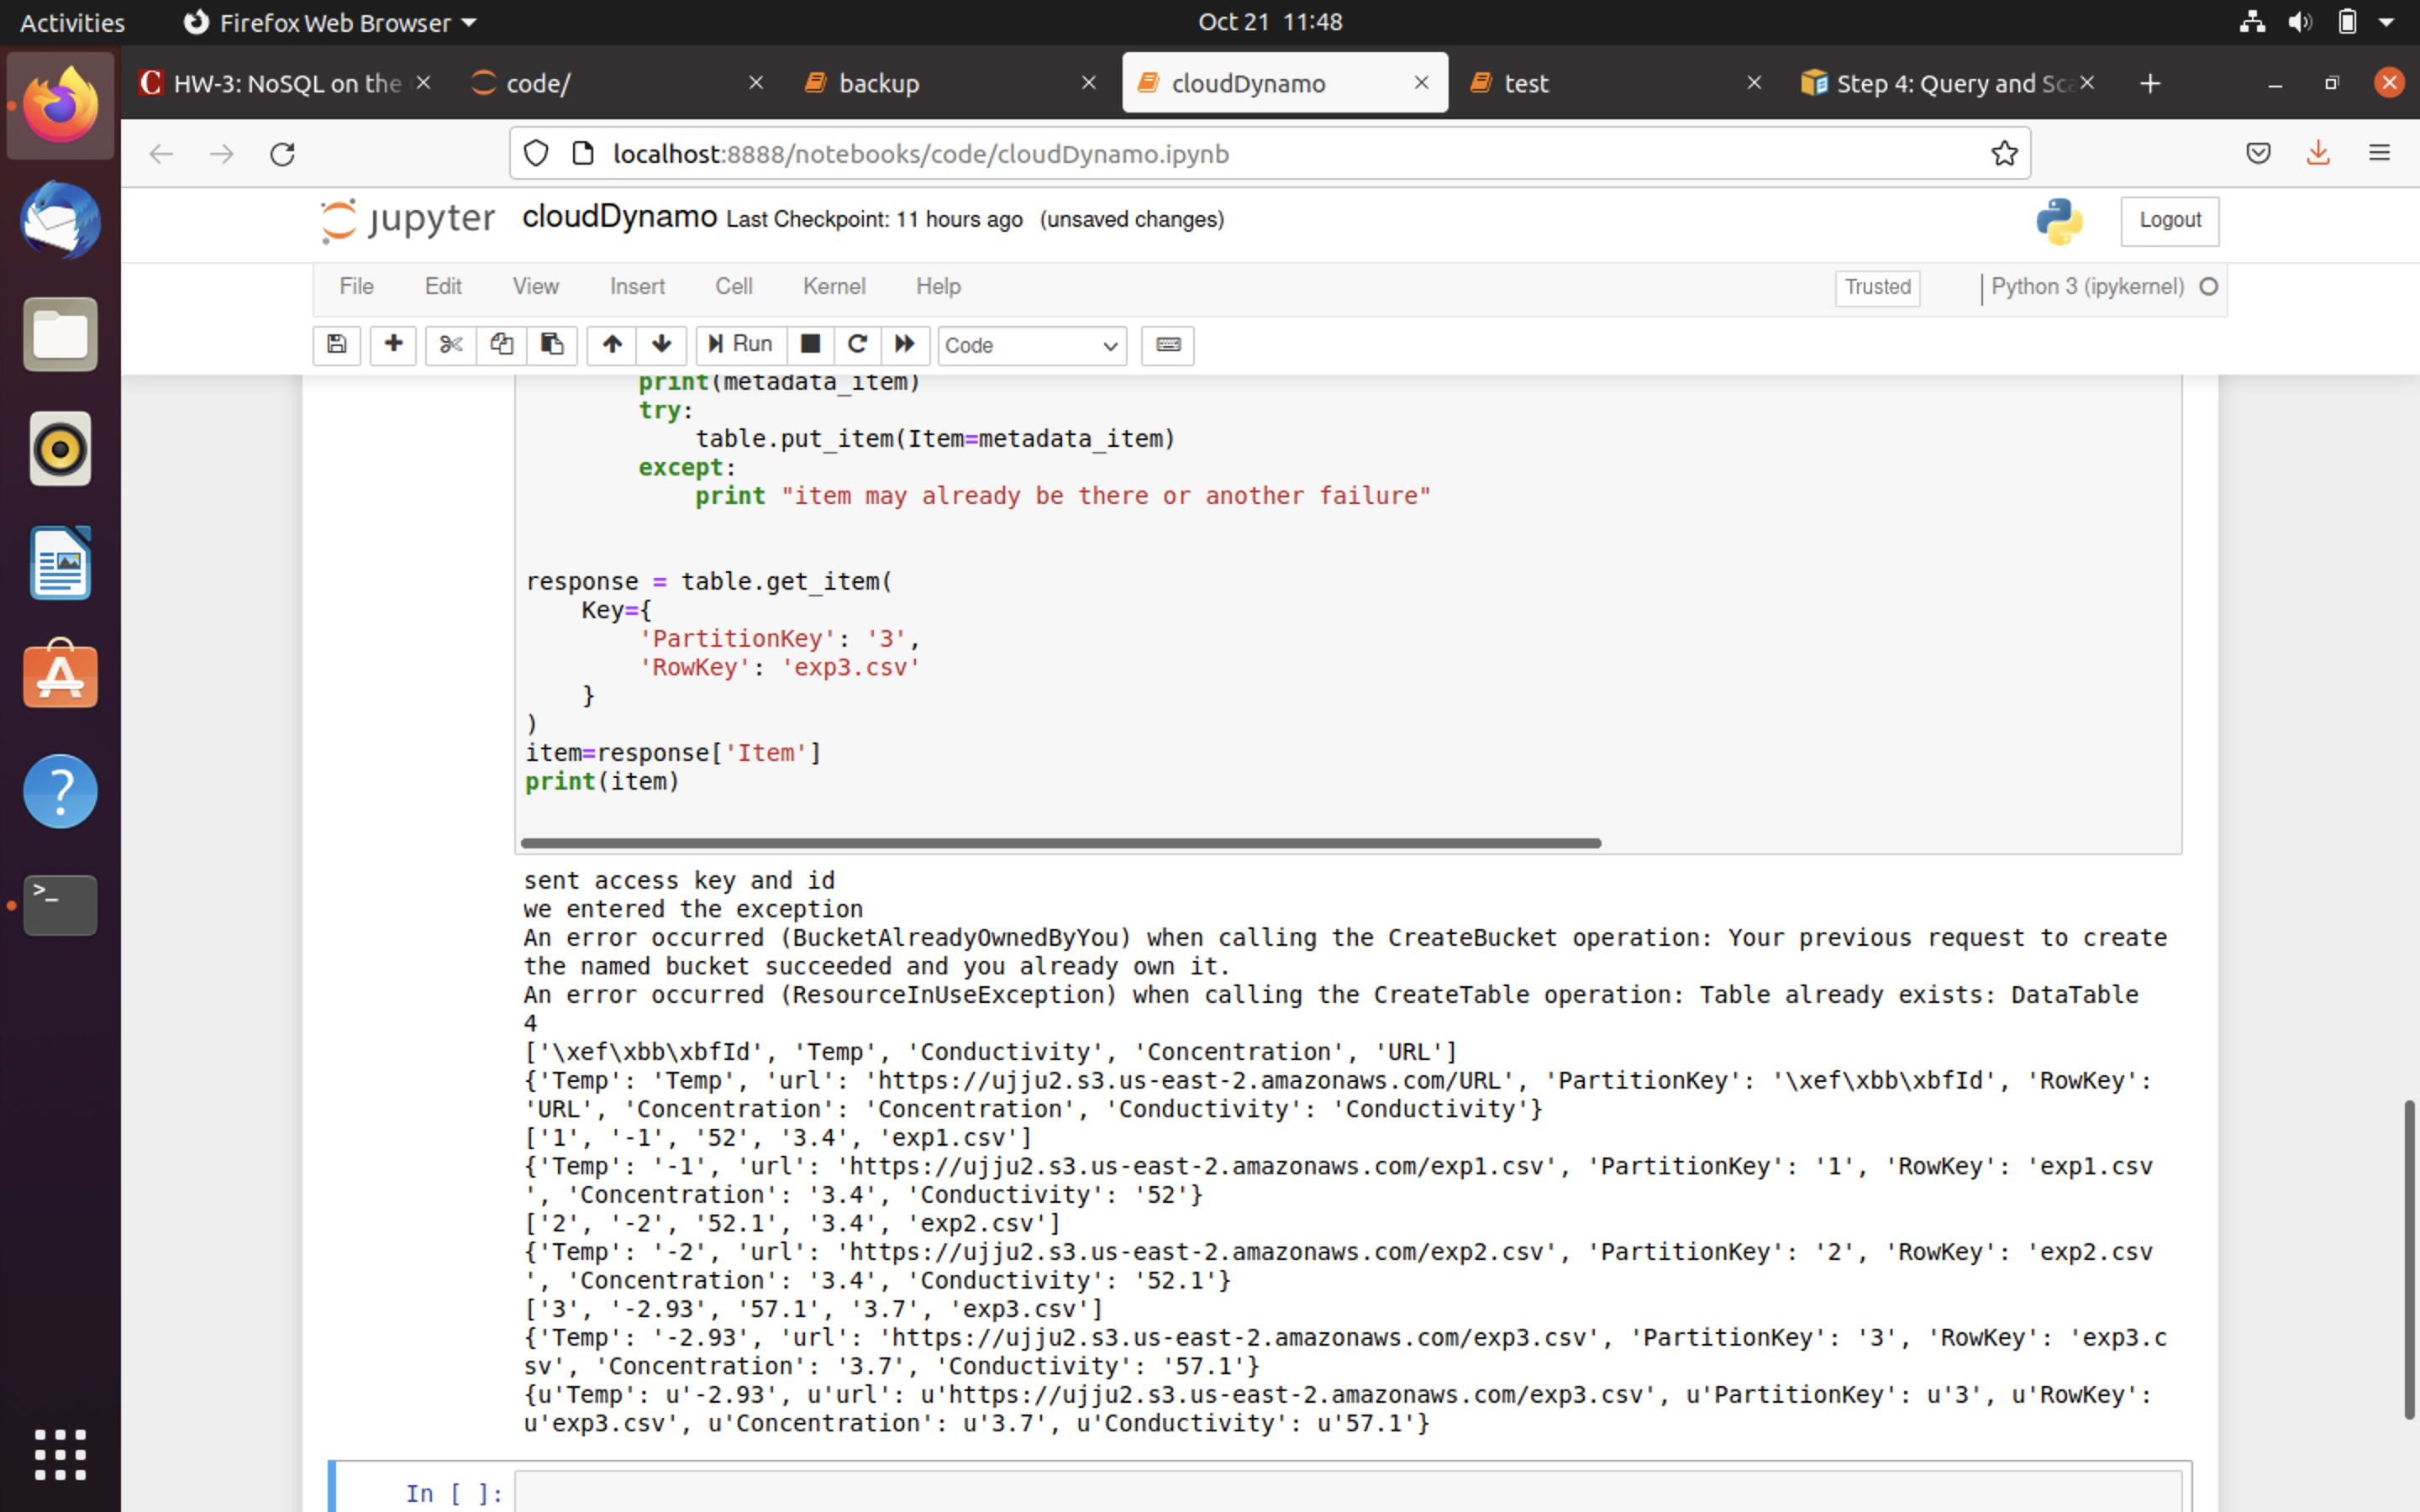 Activities Firefox Web Browser Oct 21 11:48
HW-3: NoSQL on the code/ backup cloudDynamo test Step 4: Query and Sca
localhost:8888/notebooks/code/cloudDynamo.ipynb
jupyter cloudDynamo Last Checkpoint: 11 hours ago (unsaved changes) Logout
File Edit View Insert Cell Kernel Help Trusted Python 3 (ipykernel)
Run Code
print(metadata_item)
try:
table.put_item(Item=metadata_item)
except:
print "item may already be there or another failure"
response = table.get_item(
Key={
'PartitionKey': '3',
'RowKey': 'exp3.csv'
}
)
item=response['Item']
print(item)
sent access key and id
we entered the exception
An error occurred (BucketAlreadyOwnedByYou) when calling the CreateBucket operation: Your previous request to create
the named bucket succeeded and you already own it.
An error occurred (ResourceInUseException) when calling the CreateTable operation: Table already exists: DataTable
4
['\xef\xbb\xbfId', 'Temp', 'Conductivity', 'Concentration', 'URL']
{'Temp': 'Temp', 'url': 'https://ujju2.s3.us-east-2.amazonaws.com/URL', 'PartitionKey': '\xef\xbb\xbfId', 'RowKey':
'URL', 'Concentration': 'Concentration', 'Conductivity': 'Conductivity'}
['1', '-1', '52', '3.4', 'exp1.csv']
{'Temp': '-1', 'url': 'https://ujju2.s3.us-east-2.amazonaws.com/exp1.csv', 'PartitionKey': '1', 'RowKey': 'exp1.csv
', 'Concentration': '3.4', 'Conductivity': '52'}
['2', '-2', '52.1', '3.4', 'exp2.csv']
{'Temp': '-2', 'url': 'https://ujju2.s3.us-east-2.amazonaws.com/exp2.csv', 'PartitionKey': '2', 'RowKey': 'exp2.csv
', 'Concentration': '3.4', 'Conductivity': '52.1'}
['3', '-2.93', '57.1', '3.7', 'exp3.csv']
{'Temp': '-2.93', 'url': 'https://ujju2.s3.us-east-2.amazonaws.com/exp3.csv', 'PartitionKey': '3', 'RowKey': 'exp3.c
sv', 'Concentration': '3.7', 'Conductivity': '57.1'}
{u'Temp': u'-2.93', u'url': u'https://ujju2.s3.us-east-2.amazonaws.com/exp3.csv', u'PartitionKey': u'3', u'RowKey':
u'exp3.csv', u'Concentration': u'3.7', u'Conductivity': u'57.1'}
In [ ]: